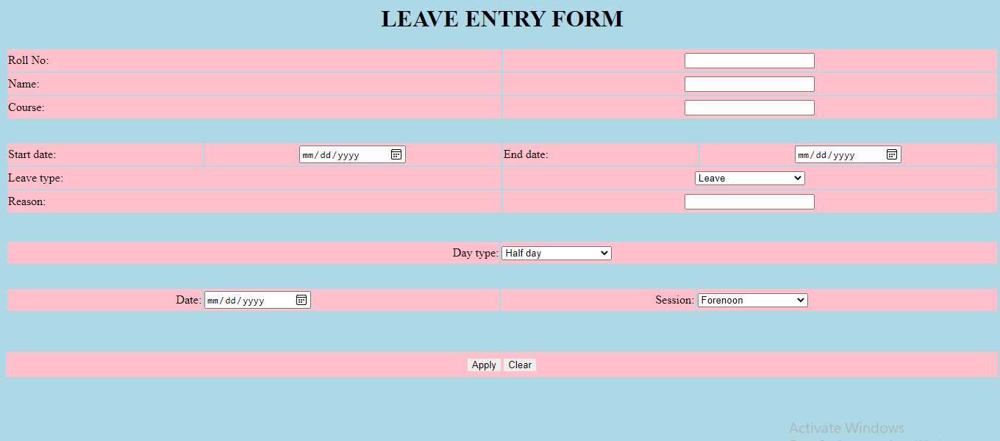 LEAVE ENTRY FORM
Roll No:
Name:
Course:
Start date: mm/dd/yyyy End date: mm/dd/yyyy
Leave type: Leave
Reason:
Day type: Half day
Date: mm/dd/yyyy Session: Forenoon
Apply Clear
Activate Windows